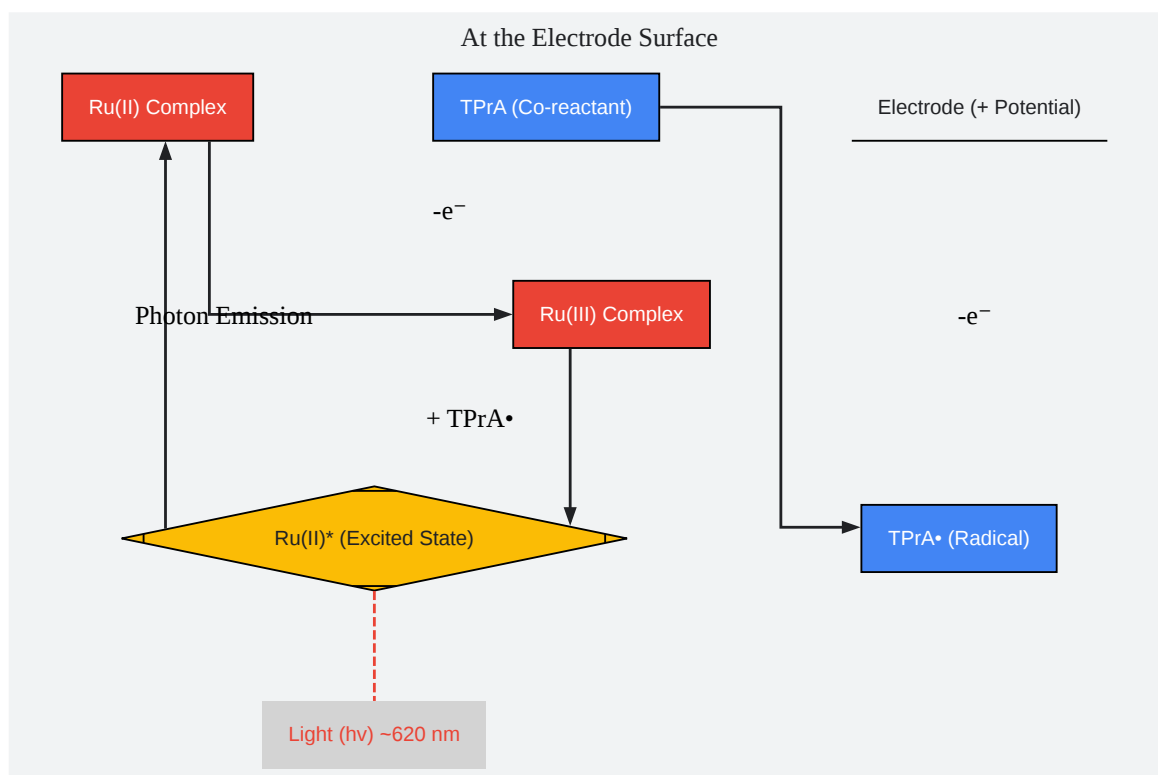 At the Electrode Surface
Ru(II) Complex
TPrA (Co-reactant)
Electrode (+ Potential)
-e⁻
Photon Emission
Ru(III) Complex
-e⁻
+ TPrA•
Ru(II)* (Excited State)
TPrA• (Radical)
Light (hv) ~620 nm